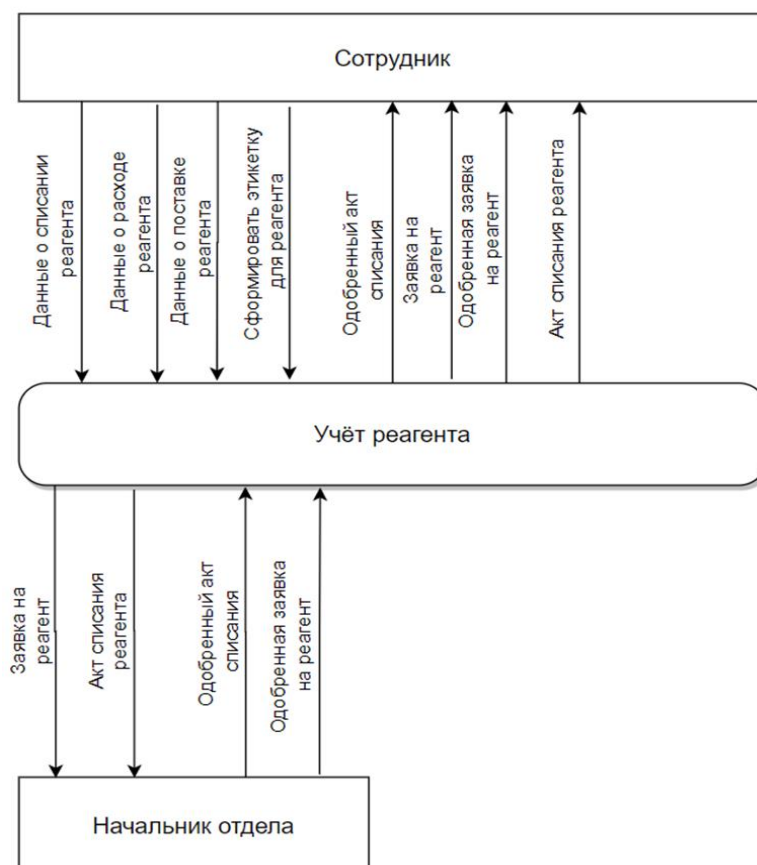 Сотрудник
Данные о списании
реагента
Данные о расходе
реагента
Данные о поставке
реагента
Сформировать этикетку
для реагента
Одобренный акт
списания
Заявка на
реагент
Одобренная заявка
на реагент
Акт списания реагента
Учёт реагента
Заявка на
реагент
Акт списания
реагента
Одобренный акт
списания
Одобренная заявка
на реагент
Начальник отдела